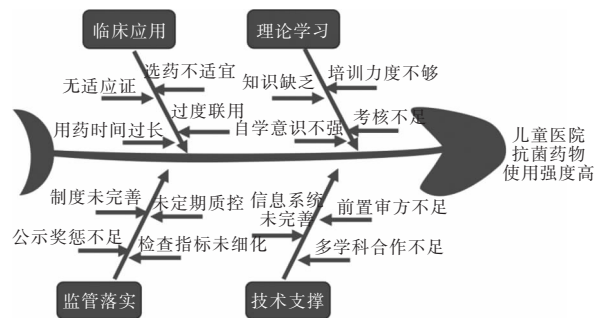 临床应用
理论学习
选药不适宜
无适应证
过度联用
用药时间过长
知识缺乏
培训力度不够
考核不足
自学意识不强
儿童医院
抗菌药物
使用强度高
制度未完善
未定期质控
公示奖惩不足
检查指标未细化
信息系统
未完善
前置审方不足
多学科合作不足
监管落实
技术支撑